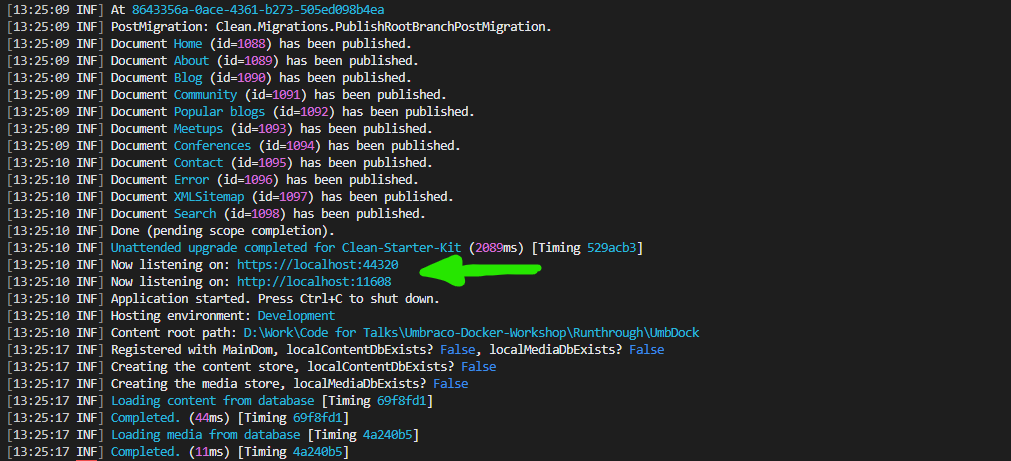 [13:25:09 INF] At 8643356a-0ace-4361-b273-505ed098b4ea
[13:25:09 INF] PostMigration: Clean.Migrations.PublishRootBranchPostMigration.
[13:25:09 INF] Document Home (id=1088) has been published.
[13:25:09 INF] Document About (id=1089) has been published.
[13:25:09 INF] Document Blog (id=1090) has been published.
[13:25:09 INF] Document Community (id=1091) has been published.
[13:25:09 INF] Document Popular blogs (id=1092) has been published.
[13:25:09 INF] Document Meetups (id=1093) has been published.
[13:25:09 INF] Document Conferences (id=1094) has been published.
[13:25:10 INF] Document Contact (id=1095) has been published.
[13:25:10 INF] Document Error (id=1096) has been published.
[13:25:10 INF] Document XMLSitemap (id=1097) has been published.
[13:25:10 INF] Document Search (id=1098) has been published.
[13:25:10 INF] Done (pending scope completion).
[13:25:10 INF] Unattended upgrade completed for Clean-Starter-Kit (2089ms) [Timing 529acb3]
[13:25:10 INF] Now listening on: https://localhost:44320
[13:25:10 INF] Now listening on: http://localhost:11608
[13:25:10 INF] Application started. Press Ctrl+C to shut down.
[13:25:10 INF] Hosting environment: Development
[13:25:10 INF] Content root path: D:\Work\Code for Talks\Umbraco-Docker-Workshop\Runthrough\UmbDock
[13:25:17 INF] Registered with MainDom, localContentDbExists? False, localMediaDbExists? False
[13:25:17 INF] Creating the content store, localContentDbExists? False
[13:25:17 INF] Creating the media store, localMediaDbExists? False
[13:25:17 INF] Loading content from database [Timing 69f8fd1]
[13:25:17 INF] Completed. (44ms) [Timing 69f8fd1]
[13:25:17 INF] Loading media from database [Timing 4a240b5]
[13:25:17 INF] Completed. (11ms) [Timing 4a240b5]